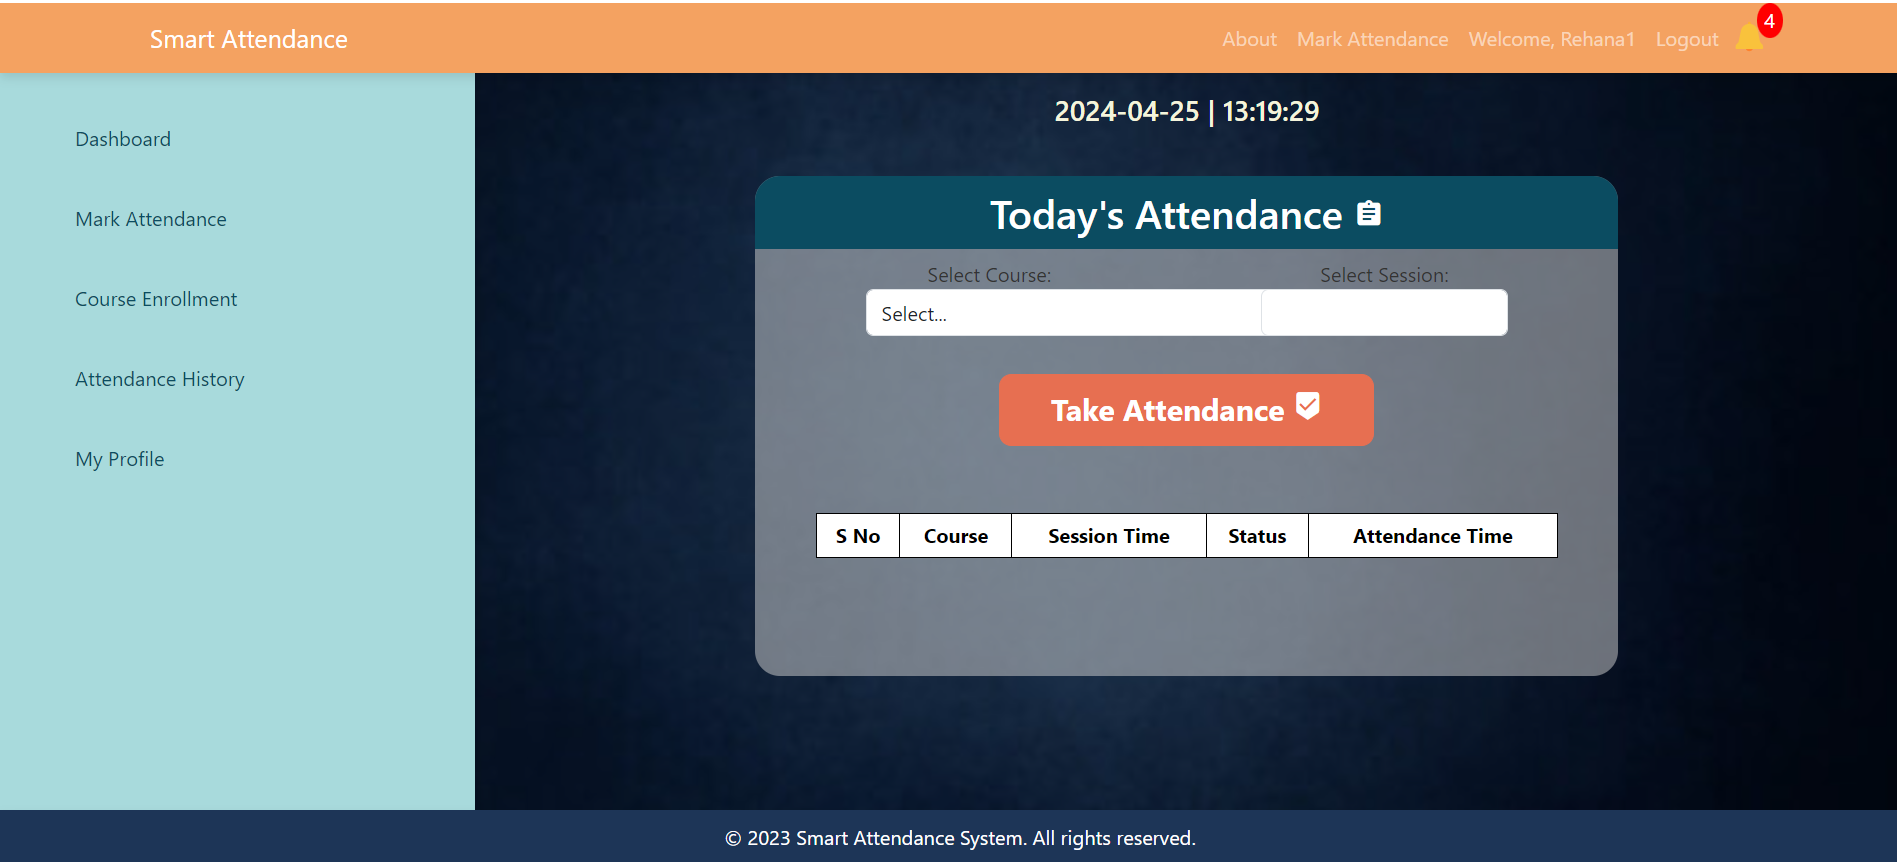 Smart Attendance
About Mark Attendance Welcome, Rehana1 Logout 4
Dashboard
Mark Attendance
Course Enrollment
Attendance History
My Profile
2024-04-25 | 13:19:29
Today's Attendance
Select Course: Select Session:
Select...
Take Attendance
S No Course Session Time Status Attendance Time
© 2023 Smart Attendance System. All rights reserved.